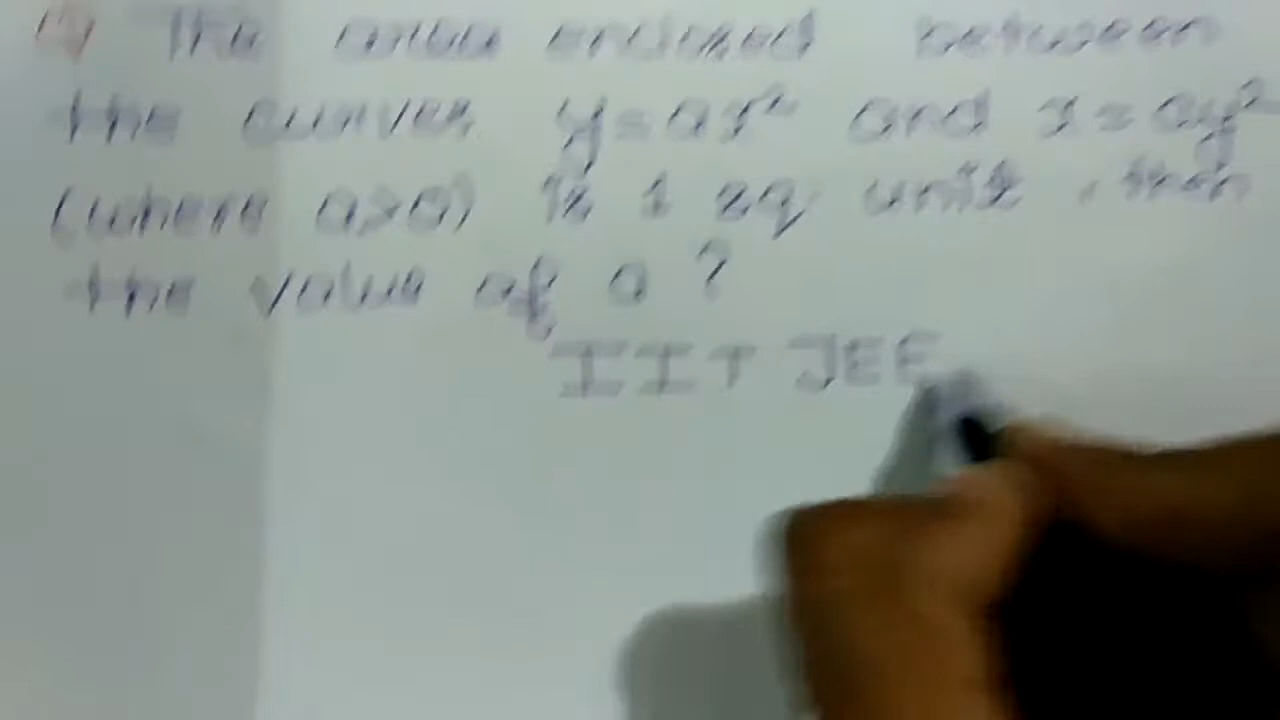 1) The area enclosed between
the curves y=ax² and x=ay²
(where a>0) is 1 sq unit, then
the value of a ?
IIT JEE